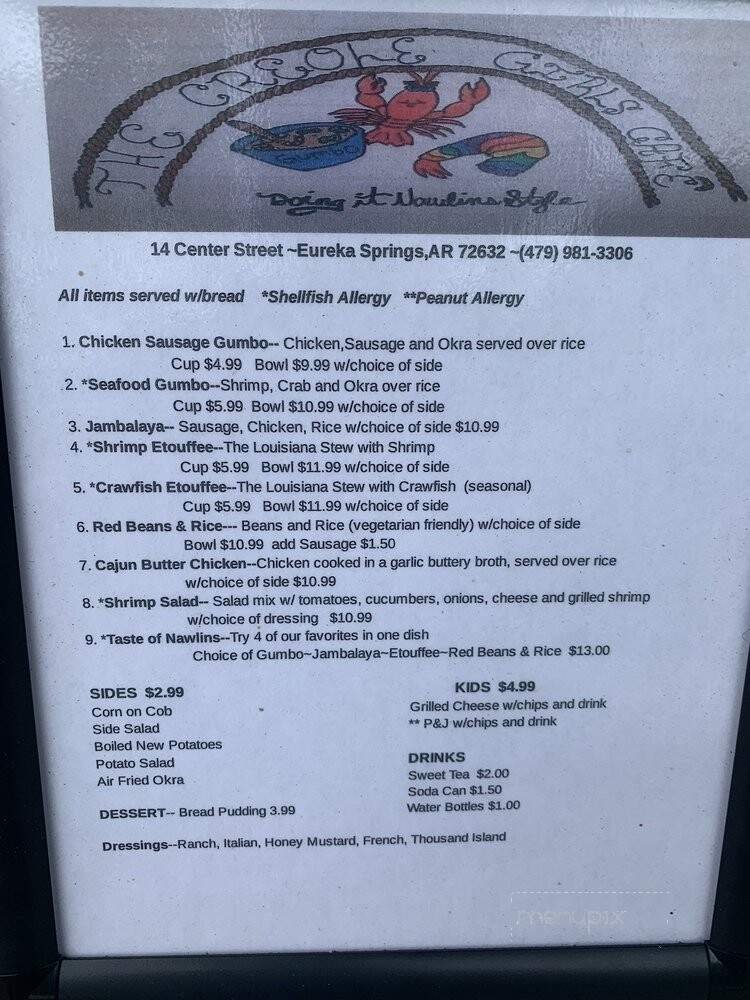 THE CREOLE GIRLS CAFE
GUMBO
Doing it Nawlins Style
14 Center Street ~Eureka Springs,AR 72632 ~(479) 981-3306
All items served w/bread *Shellfish Allergy **Peanut Allergy
1. Chicken Sausage Gumbo-- Chicken,Sausage and Okra served over rice
Cup $4.99 Bowl $9.99 w/choice of side
2. *Seafood Gumbo--Shrimp, Crab and Okra over rice
Cup $5.99 Bowl $10.99 w/choice of side
3. Jambalaya-- Sausage, Chicken, Rice w/choice of side $10.99
4. *Shrimp Etouffee--The Louisiana Stew with Shrimp
Cup $5.99 Bowl $11.99 w/choice of side
5. *Crawfish Etouffee--The Louisiana Stew with Crawfish (seasonal)
Cup $5.99 Bowl $11.99 w/choice of side
6. Red Beans & Rice--- Beans and Rice (vegetarian friendly) w/choice of side
Bowl $10.99 add Sausage $1.50
7. Cajun Butter Chicken--Chicken cooked in a garlic buttery broth, served over rice
w/choice of side $10.99
8. *Shrimp Salad-- Salad mix w/ tomatoes, cucumbers, onions, cheese and grilled shrimp
w/choice of dressing $10.99
9. *Taste of Nawlins--Try 4 of our favorites in one dish
Choice of Gumbo~Jambalaya~Etouffee~Red Beans & Rice $13.00
SIDES $2.99
Corn on Cob
Side Salad
Boiled New Potatoes
Potato Salad
Air Fried Okra
KIDS $4.99
Grilled Cheese w/chips and drink
** P&J w/chips and drink
DRINKS
Sweet Tea $2.00
Soda Can $1.50
Water Bottles $1.00
DESSERT-- Bread Pudding 3.99
Dressings--Ranch, Italian, Honey Mustard, French, Thousand Island
menupix